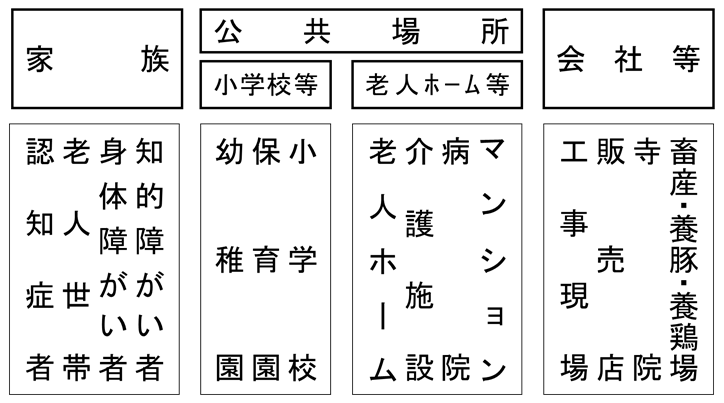 家族
公共場所
会社等
小学校等
老人ホーム等
知的障がい者
身体障がい者
老人世帯
認知症者
小学校
保育園
幼稚園
マンション
病院
介護施設
老人ホーム
畜産・養豚・養鶏場
寺院
販売店
工事現場